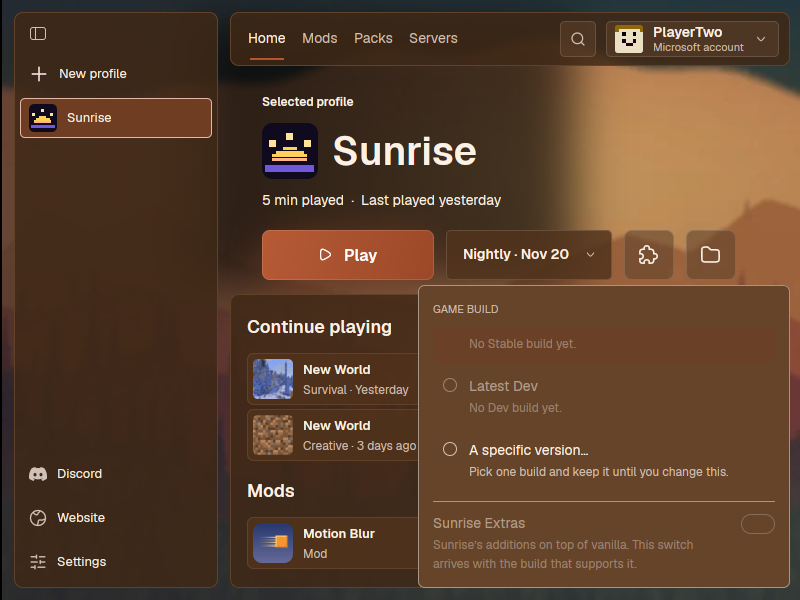 New profile
Sunrise
Discord
Website
Settings
Home Mods Packs Servers
PlayerTwo
Microsoft account
Selected profile
Sunrise
5 min played · Last played yesterday
Play
Nightly · Nov 20
Continue playing
New World
Survival · Yesterday
New World
Creative · 3 days ago
Mods
Motion Blur
Mod
GAME BUILD
No Stable build yet.
Latest Dev
No Dev build yet.
A specific version...
Pick one build and keep it until you change this.
Sunrise Extras
Sunrise's additions on top of vanilla. This switch
arrives with the build that supports it.